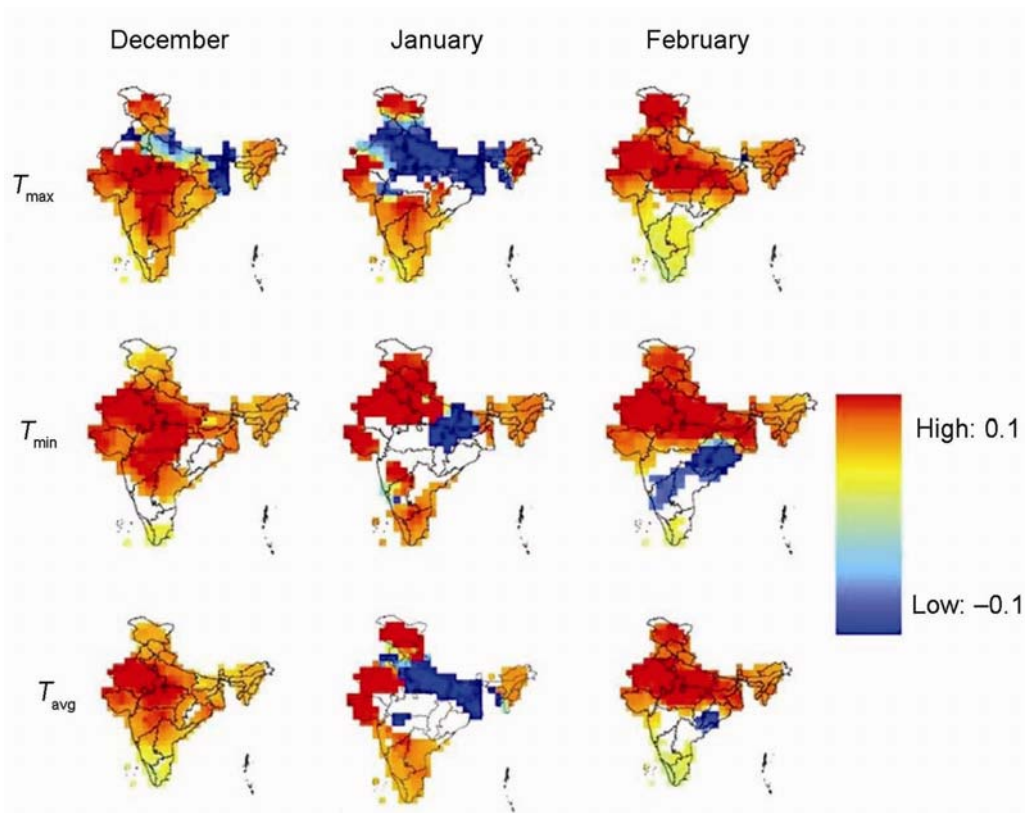 December
January
February
Tmax
Tmin
High: 0.1
Low: –0.1
Tavg